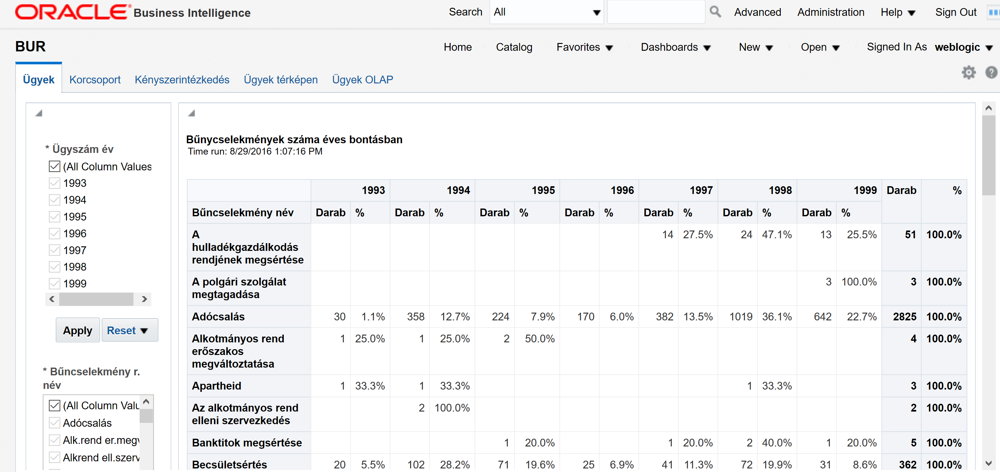 ORACLE Business Intelligence
Search All Advanced Administration Help Sign Out
BUR
Home Catalog Favorites Dashboards New Open Signed In As weblogic
Ügyek Korcsoport Kényszerintézkedés Ügyek térképen Ügyek OLAP
* Ügyszám év
(All Column Values
1993
1994
1995
1996
1997
1998
1999
Apply Reset
* Bűncselekmény r.
név
(All Column Valu
Adócsalás
Alk.rend er.megv
Alkrend ell.szerv
Bűnycselekmények száma éves bontásban
Time run: 8/29/2016 1:07:16 PM
1993 1994 1995 1996 1997 1998 1999 Darab %
Bűncselekmény név Darab % Darab % Darab % Darab % Darab % Darab % Darab %
A 14 27.5% 24 47.1% 13 25.5% 51 100.0%
hulladékgazdálkodás
rendjének megsértése
A polgári szolgálat 3 100.0% 3 100.0%
megtagadása
Adócsalás 30 1.1% 358 12.7% 224 7.9% 170 6.0% 382 13.5% 1019 36.1% 642 22.7% 2825 100.0%
Alkotmányos rend 1 25.0% 1 25.0% 2 50.0% 4 100.0%
erőszakos
megváltoztatása
Apartheid 1 33.3% 1 33.3% 1 33.3% 3 100.0%
Az alkotmányos rend 2 100.0% 2 100.0%
elleni szervezkedés
Banktitok megsértése 1 20.0% 1 20.0% 2 40.0% 1 20.0% 5 100.0%
Becsületsértés 20 5.5% 102 28.2% 71 19.6% 25 6.9% 41 11.3% 72 19.9% 31 8.6% 362 100.0%